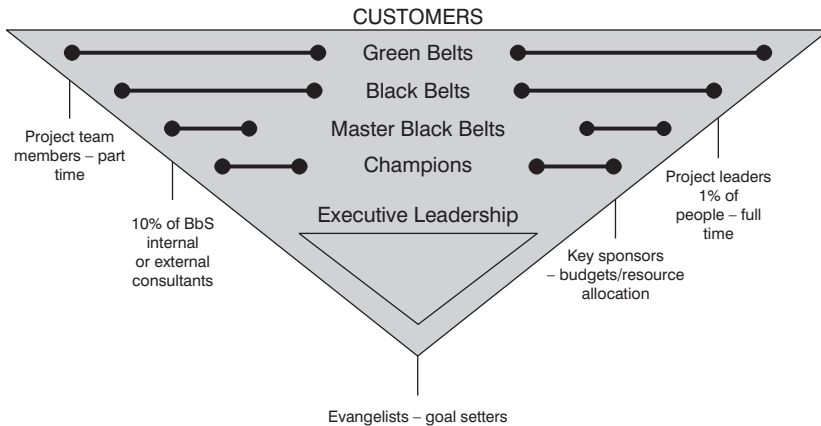 CUSTOMERS
Green Belts
Black Belts
Master Black Belts
Champions
Executive Leadership
Project team
members – part
time
10% of BbS
internal
or external
consultants
Key sponsors
– budgets/resource
allocation
Project leaders
1% of
people – full
time
Evangelists – goal setters